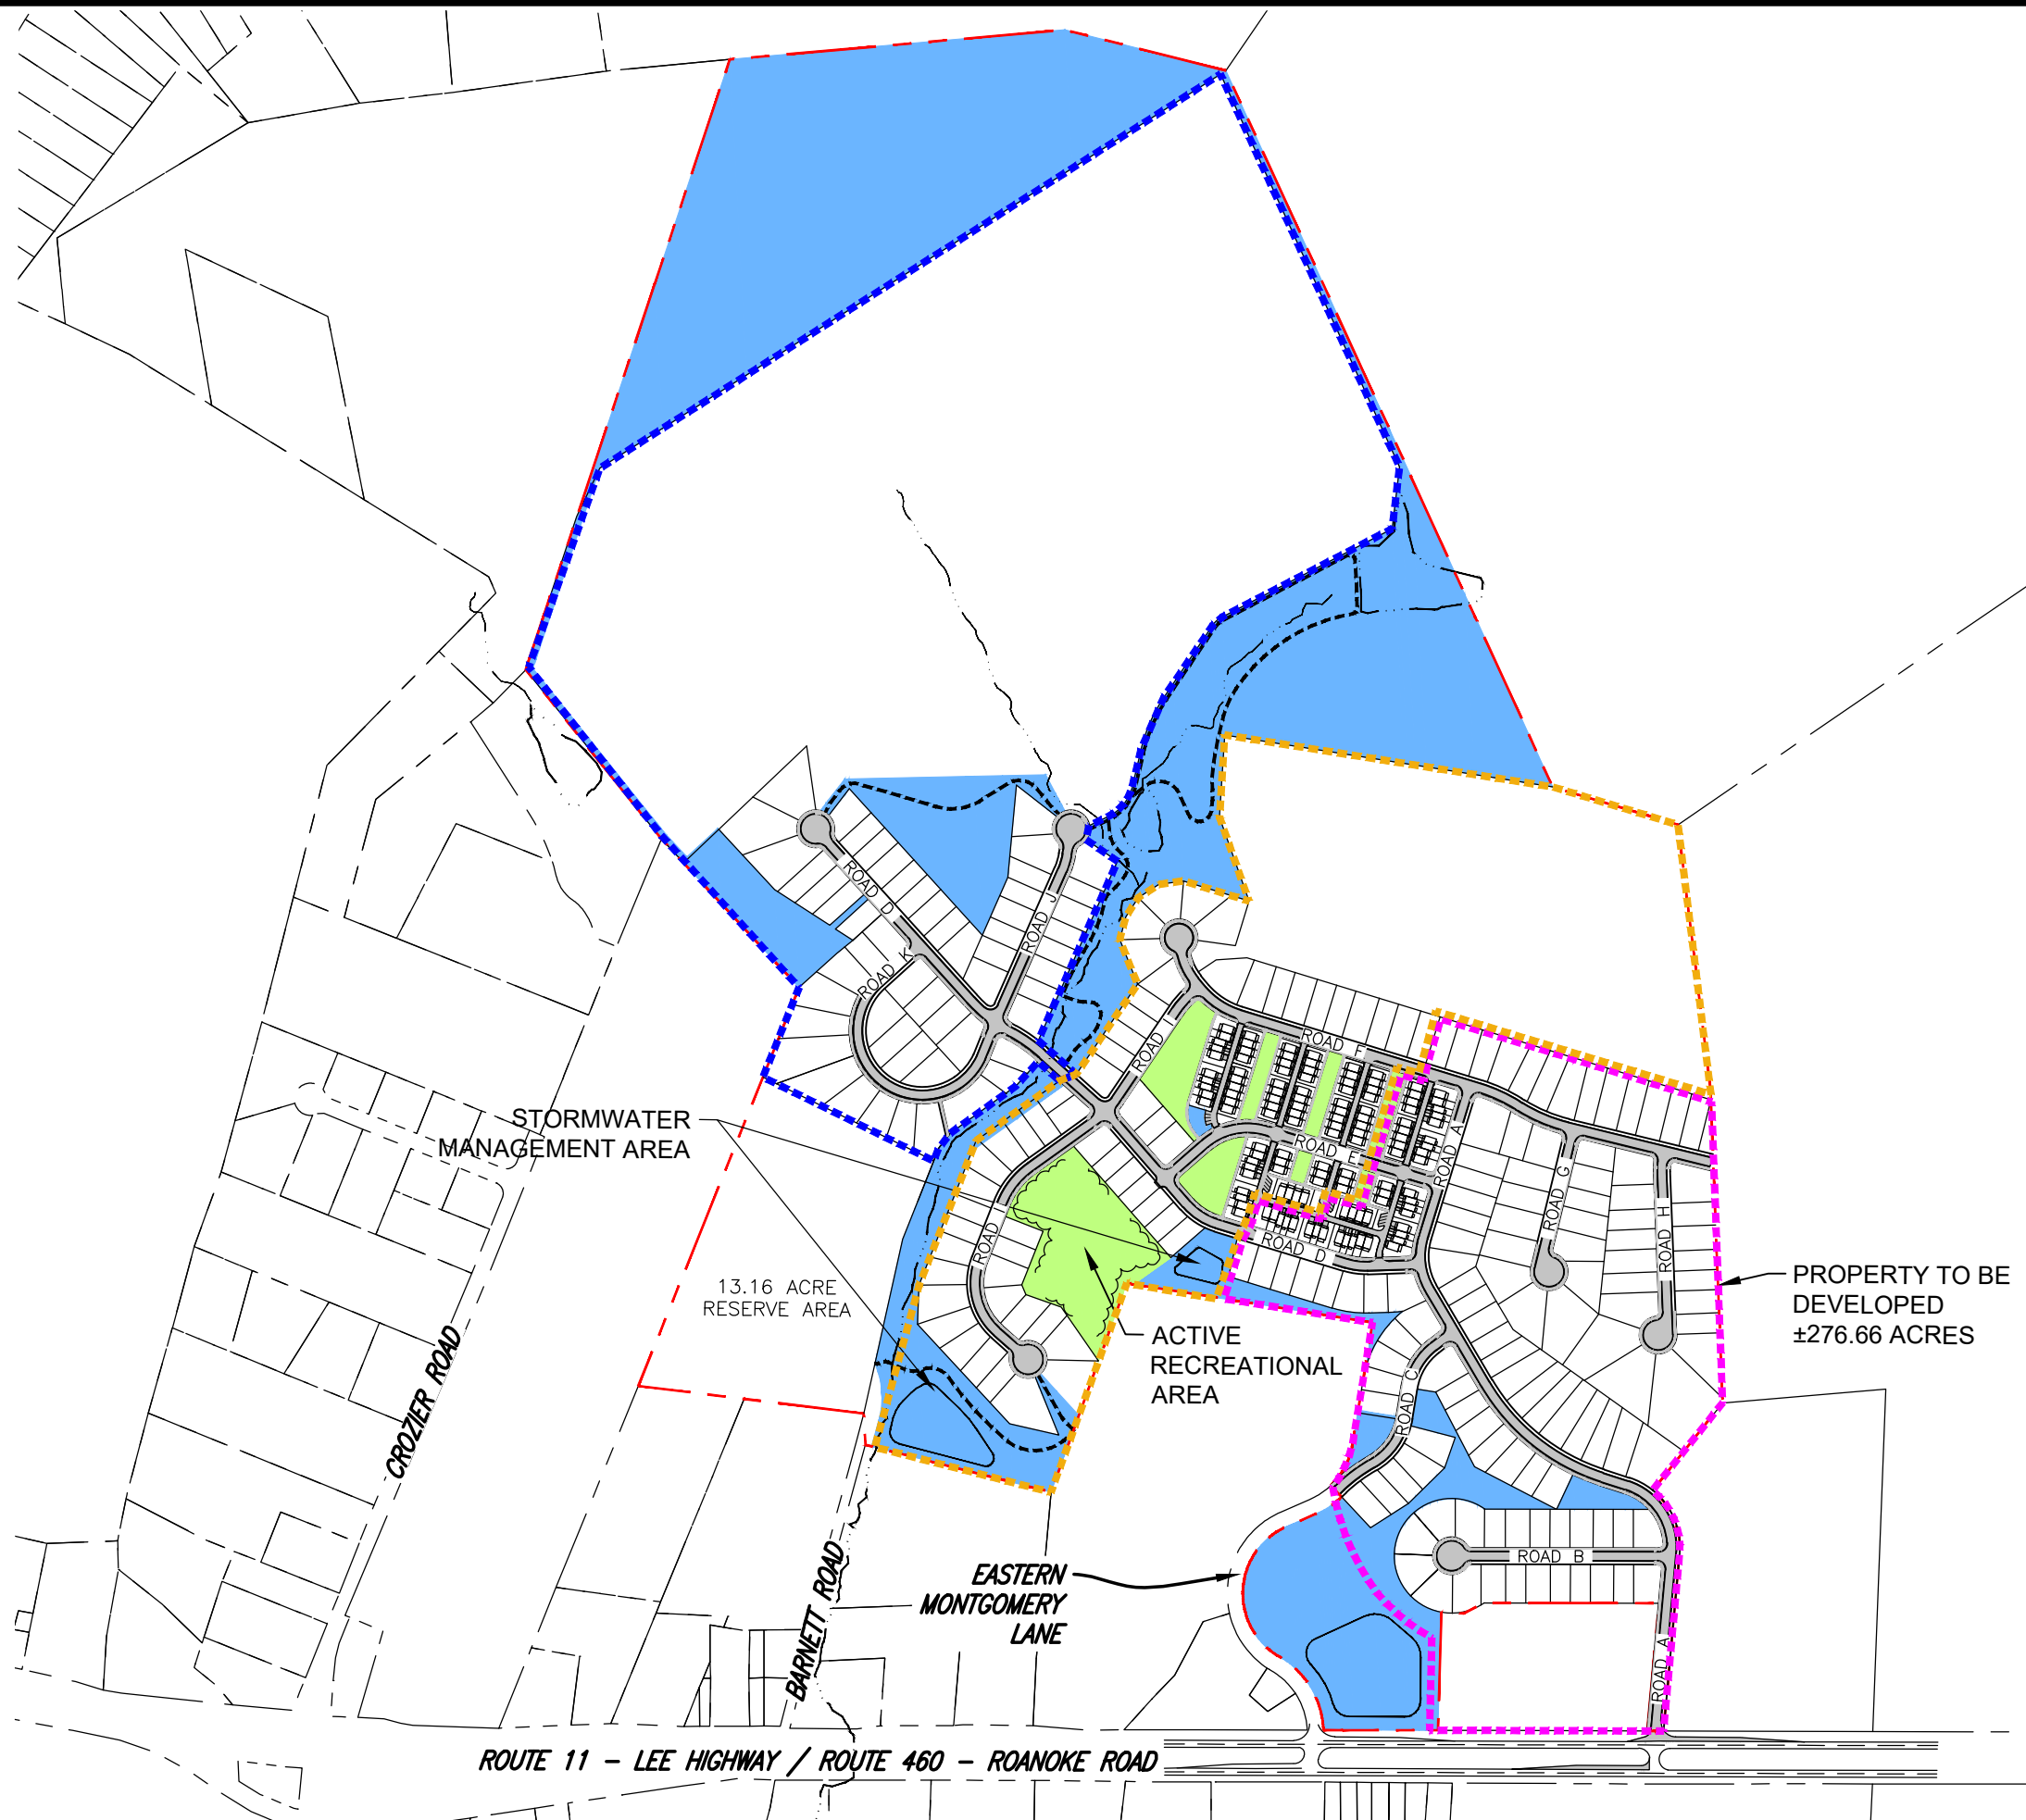 ROAD D
ROAD J
ROAD K
ROAD I
ROAD F
STORMWATER
MANAGEMENT AREA
ROAD E
ROAD A
ROAD G
ROAD H
ROAD I
ROAD D
13.16 ACRE
RESERVE AREA
PROPERTY TO BE
DEVELOPED
±276.66 ACRES
ACTIVE
RECREATIONAL
AREA
CROZIER ROAD
ROAD C
ROAD B
EASTERN
MONTGOMERY
LANE
BARNETT ROAD
ROAD A
ROUTE 11 – LEE HIGHWAY / ROUTE 460 – ROANOKE ROAD